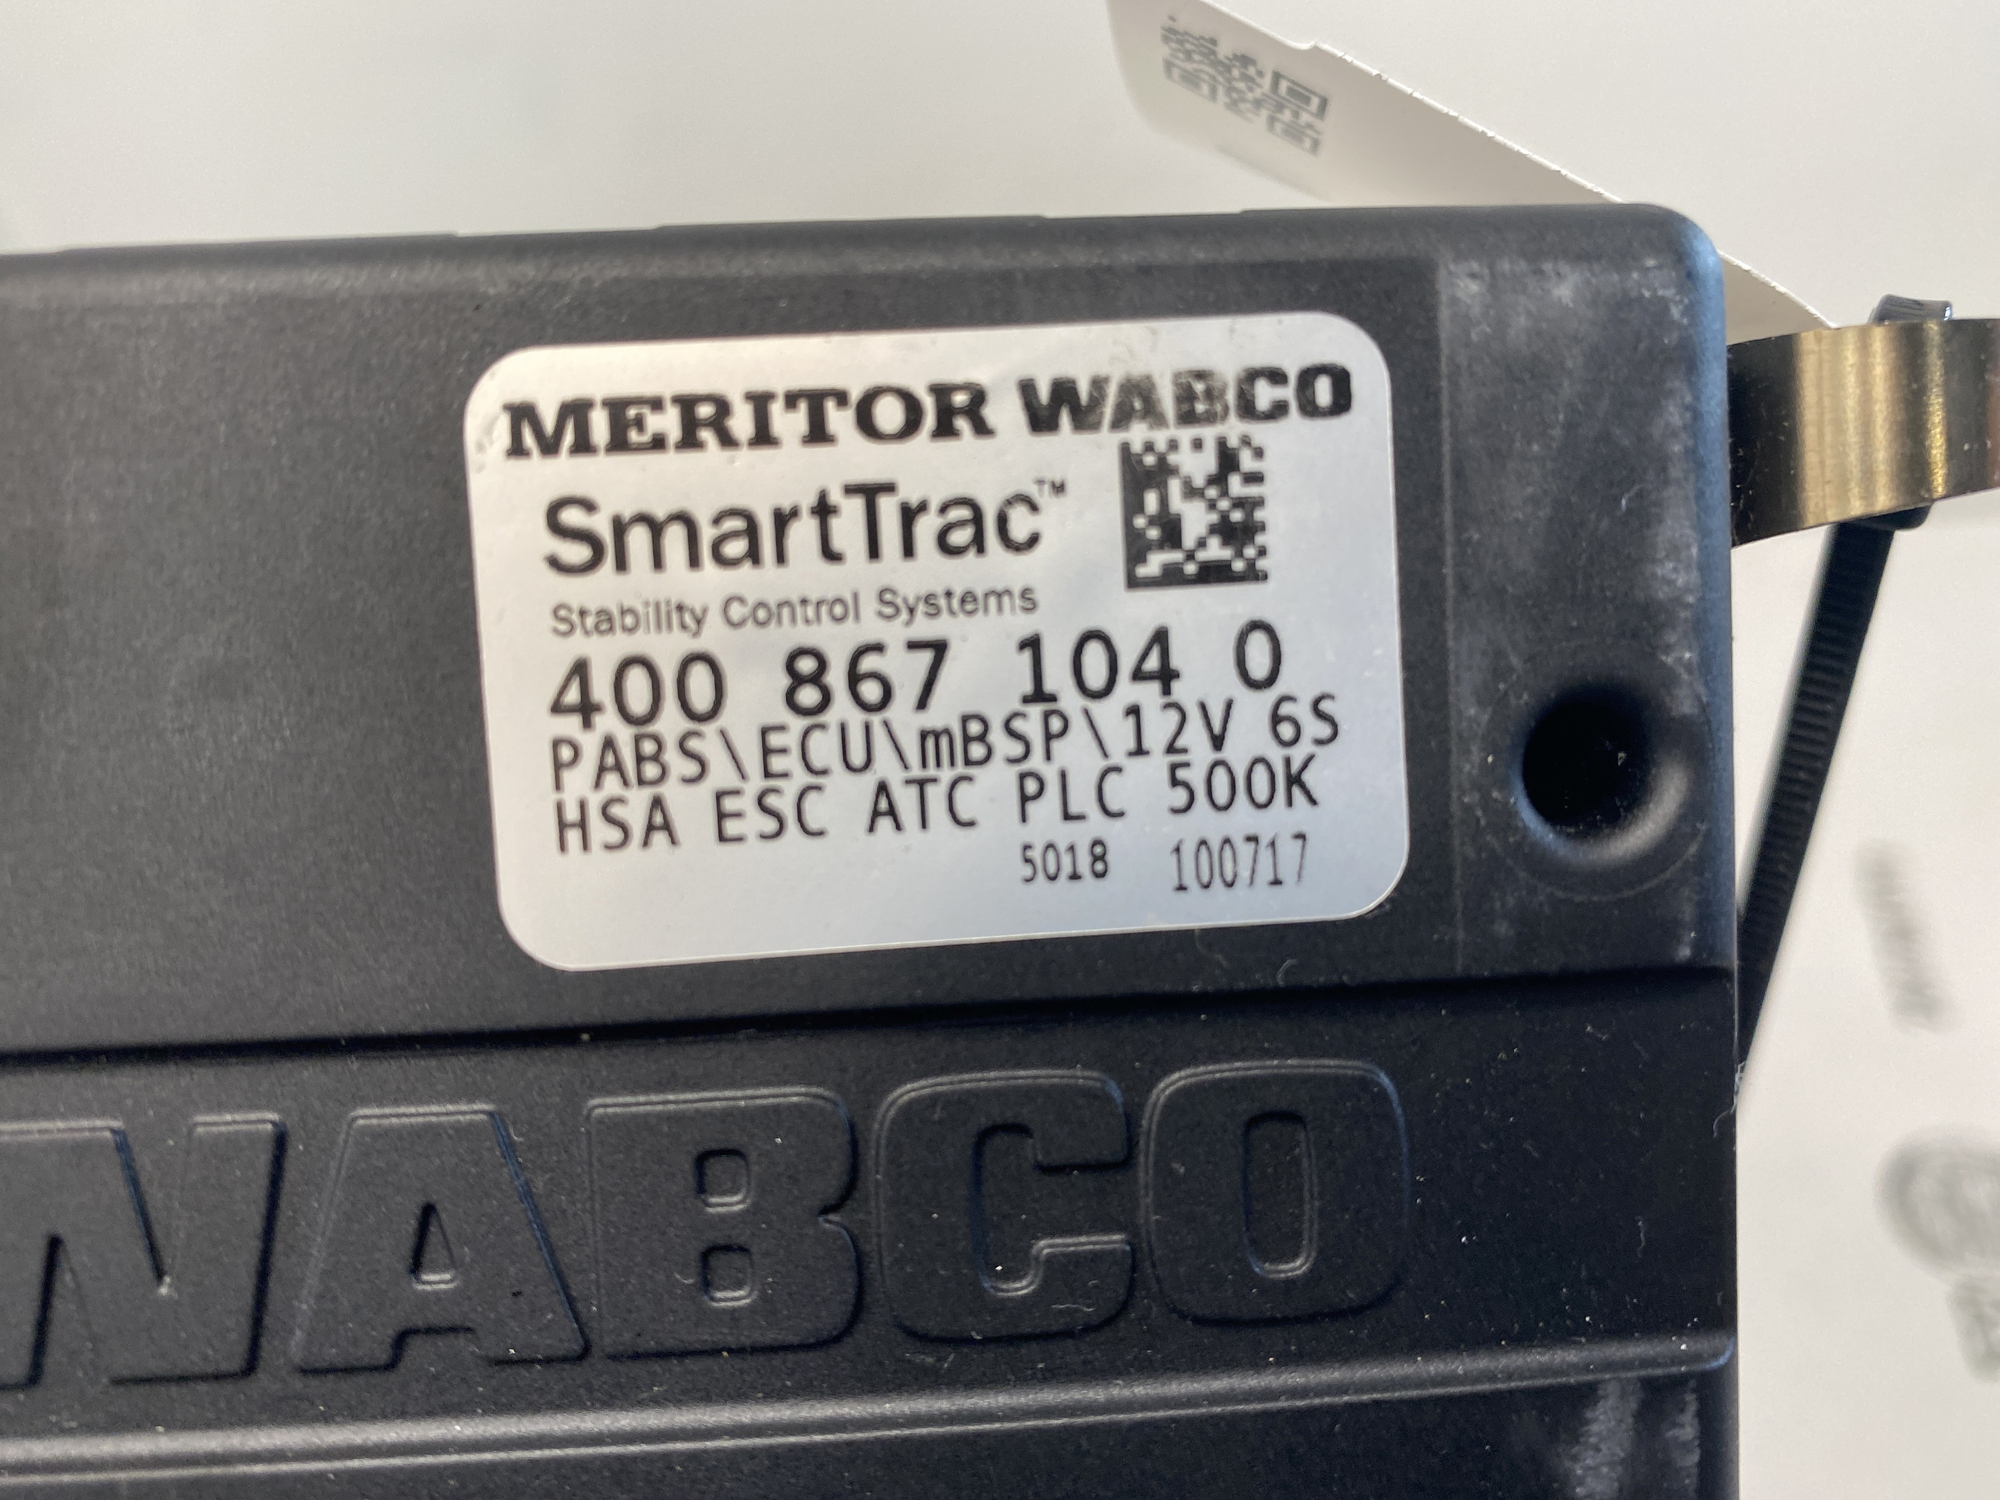 MERITOR WABCO
SmartTrac™
Stability Control Systems
400 867 104 0
PABS\ECU\mBSP\12V 6S
HSA ESC ATC PLC 500K
5018 100717
WABCO